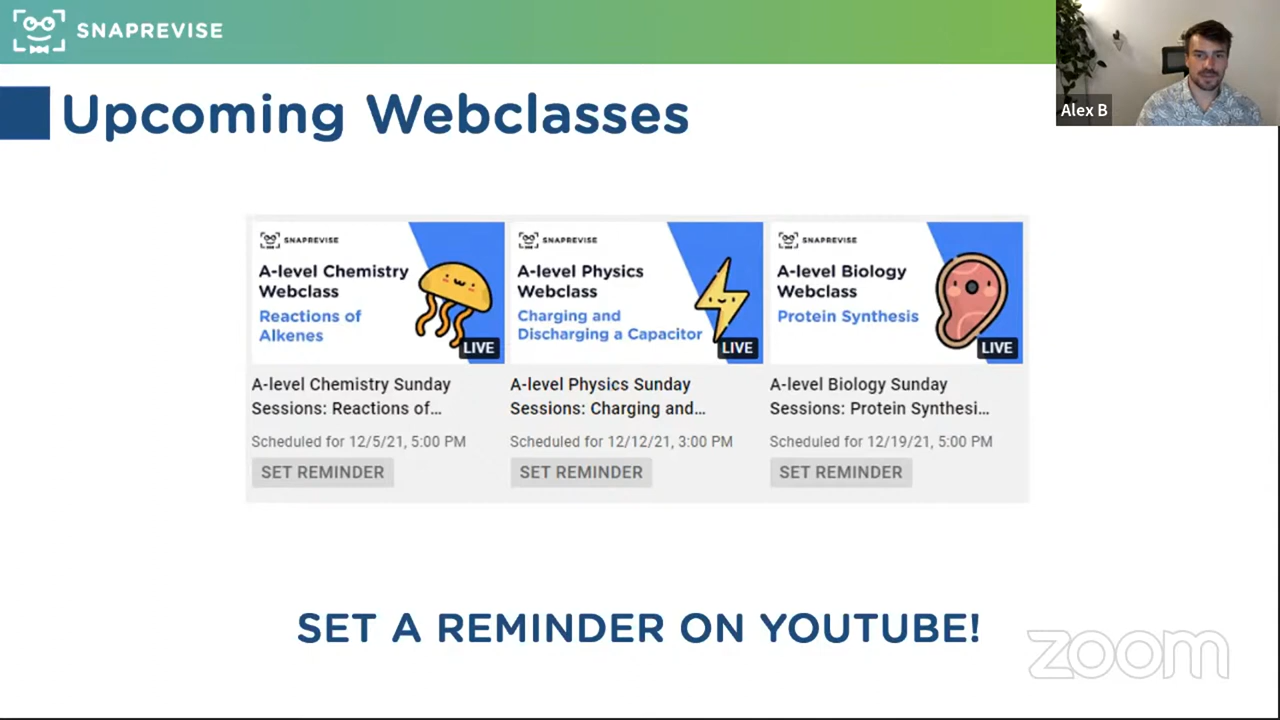 SNAPREVISE
Alex B
Upcoming Webclasses
SNAPREVISE
A-level Chemistry
Webclass
Reactions of
Alkenes
LIVE
A-level Chemistry Sunday
Sessions: Reactions of...
Scheduled for 12/5/21, 5:00 PM
SET REMINDER
SNAPREVISE
A-level Physics
Webclass
Charging and
Discharging a Capacitor
LIVE
A-level Physics Sunday
Sessions: Charging and...
Scheduled for 12/12/21, 3:00 PM
SET REMINDER
SNAPREVISE
A-level Biology
Webclass
Protein Synthesis
LIVE
A-level Biology Sunday
Sessions: Protein Synthesi...
Scheduled for 12/19/21, 5:00 PM
SET REMINDER
SET A REMINDER ON YOUTUBE!
zoom